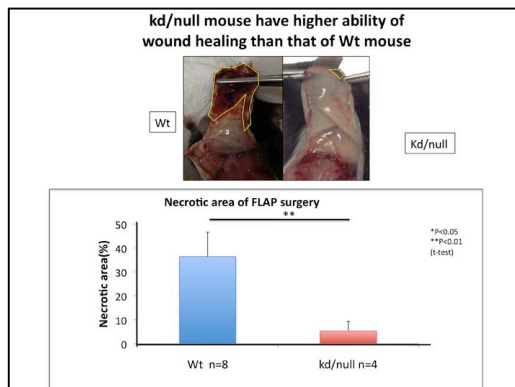 kd/null mouse have higher ability of
wound healing than that of Wt mouse
Wt
Kd/null
Necrotic area of FLAP surgery
**
*P<0.05
**P<0.01
(t-test)
Necrotic area(%)
50
40
30
20
10
0
Wt n=8
kd/null n=4